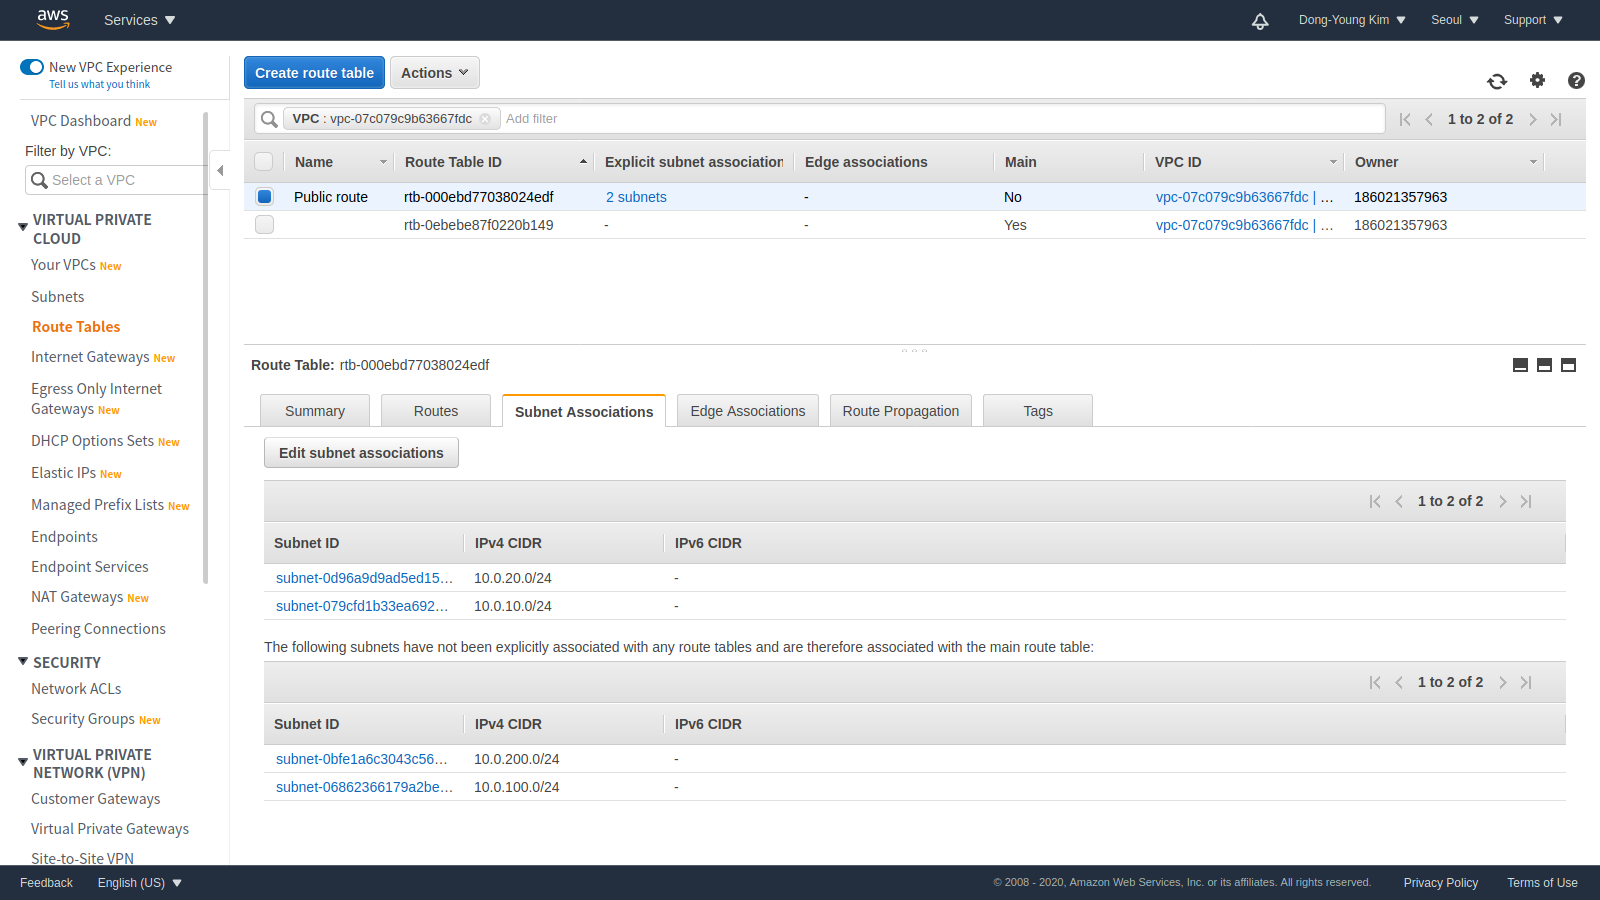 aws Services Dong-Young Kim Seoul Support
New VPC Experience
Tell us what you think
VPC Dashboard New
Filter by VPC:
Select a VPC
VIRTUAL PRIVATE
CLOUD
Your VPCs New
Subnets
Route Tables
Internet Gateways New
Egress Only Internet
Gateways New
DHCP Options Sets New
Elastic IPs New
Managed Prefix Lists New
Endpoints
Endpoint Services
NAT Gateways New
Peering Connections
SECURITY
Network ACLs
Security Groups New
VIRTUAL PRIVATE
NETWORK (VPN)
Customer Gateways
Virtual Private Gateways
Site-to-Site VPN
Create route table Actions
VPC : vpc-07c079c9b63667fdc Add filter 1 to 2 of 2
Name Route Table ID Explicit subnet association Edge associations Main VPC ID Owner
Public route rtb-000ebd77038024edf 2 subnets - No vpc-07c079c9b63667fdc | ... 186021357963
rtb-0ebebe87f0220b149 - - Yes vpc-07c079c9b63667fdc | ... 186021357963
Route Table: rtb-000ebd77038024edf
Summary Routes Subnet Associations Edge Associations Route Propagation Tags
Edit subnet associations
1 to 2 of 2
Subnet ID IPv4 CIDR IPv6 CIDR
subnet-0d96a9d9ad5ed15... 10.0.20.0/24 -
subnet-079cfd1b33ea692... 10.0.10.0/24 -
The following subnets have not been explicitly associated with any route tables and are therefore associated with the main route table:
1 to 2 of 2
Subnet ID IPv4 CIDR IPv6 CIDR
subnet-0bfe1a6c3043c56... 10.0.200.0/24 -
subnet-06862366179a2be... 10.0.100.0/24 -
Feedback English (US) © 2008 - 2020, Amazon Web Services, Inc. or its affiliates. All rights reserved. Privacy Policy Terms of Use